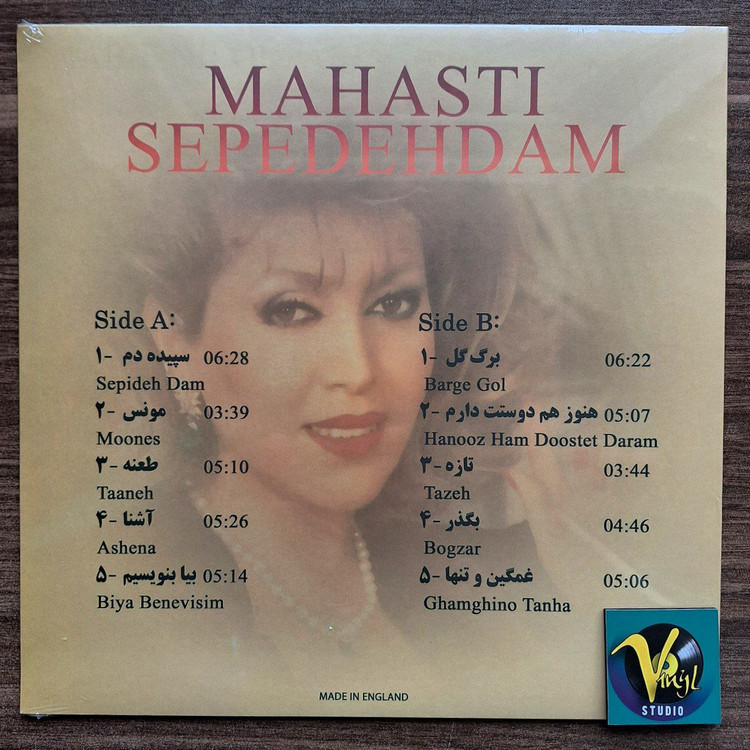 MAHASTI
SEPEDEHDAM
Side A:
۱- سپیده دم 06:28
Sepideh Dam
۲- مونس 03:39
Moones
۳- طعنه 05:10
Taaneh
۴- آشنا 05:26
Ashena
۵- بیا بنویسیم 05:14
Biya Benevisim
Side B:
۱- برگ گل 06:22
Barge Gol
۲- هنوز هم دوستت دارم 05:07
Hanooz Ham Doostet Daram
۳- تازه 03:44
Tazeh
۴- بگذر 04:46
Bogzar
۵- غمگین و تنها 05:06
Ghamghino Tanha
MADE IN ENGLAND
Vinyl
STUDIO